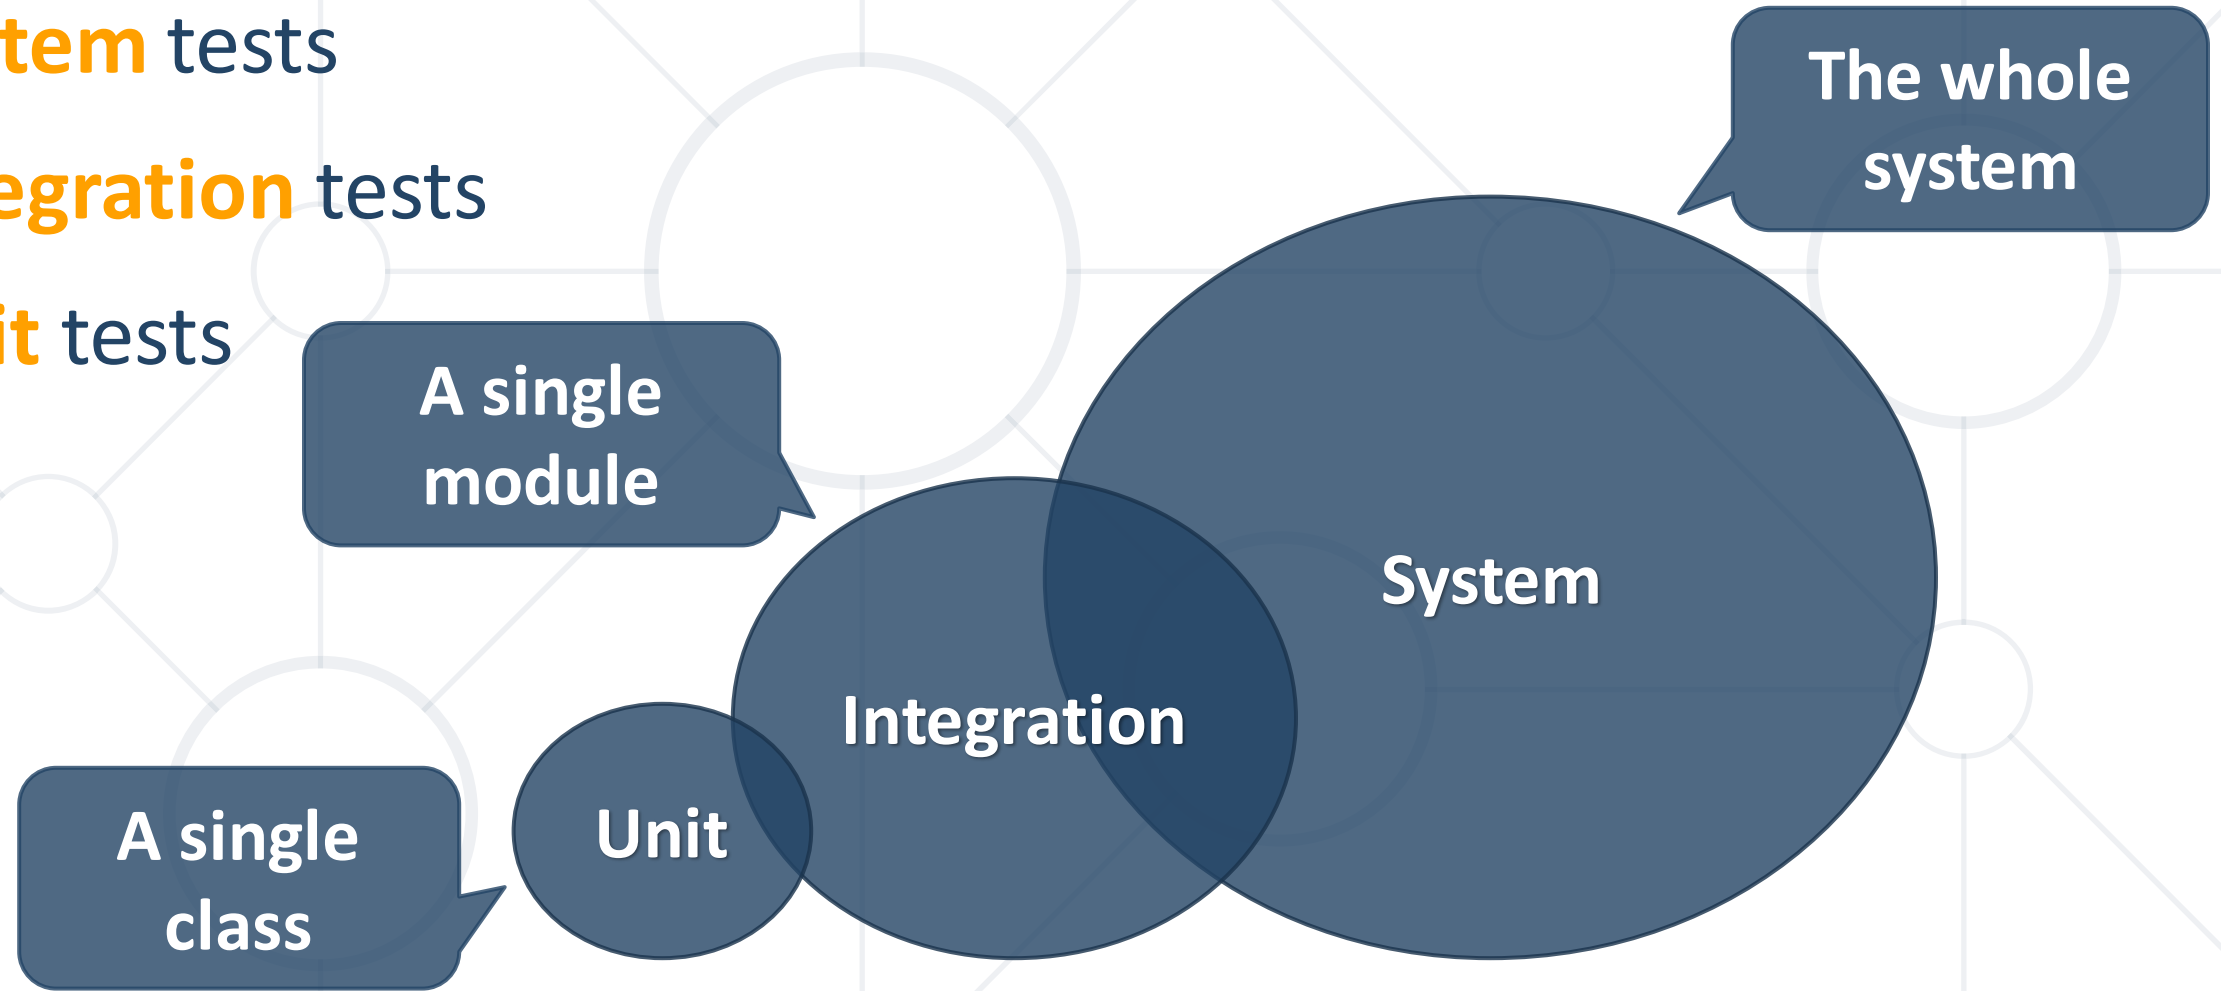 tem tests
egration tests
it tests
The whole
system
A single
module
System
Integration
Unit
A single
class